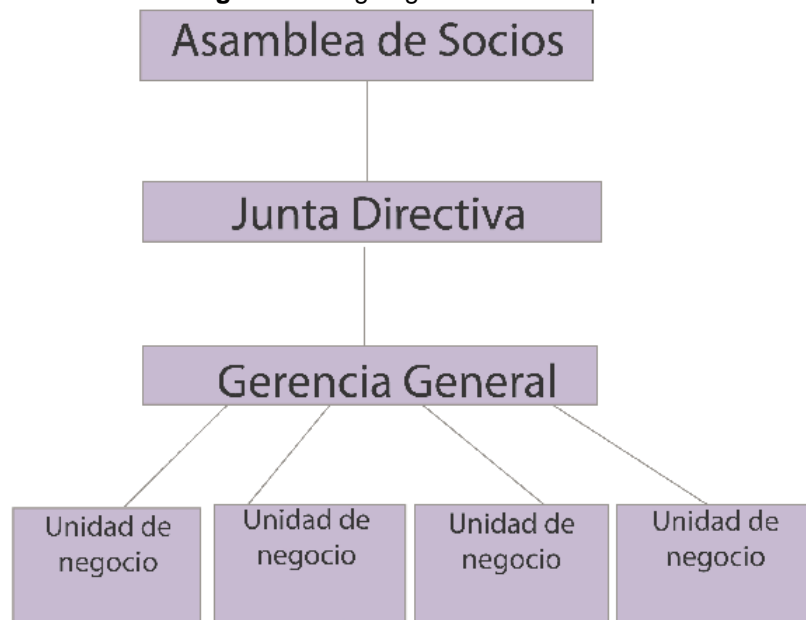 Asamblea de Socios
Junta Directiva
Gerencia General
Unidad de
negocio
Unidad de
negocio
Unidad de
negocio
Unidad de
negocio